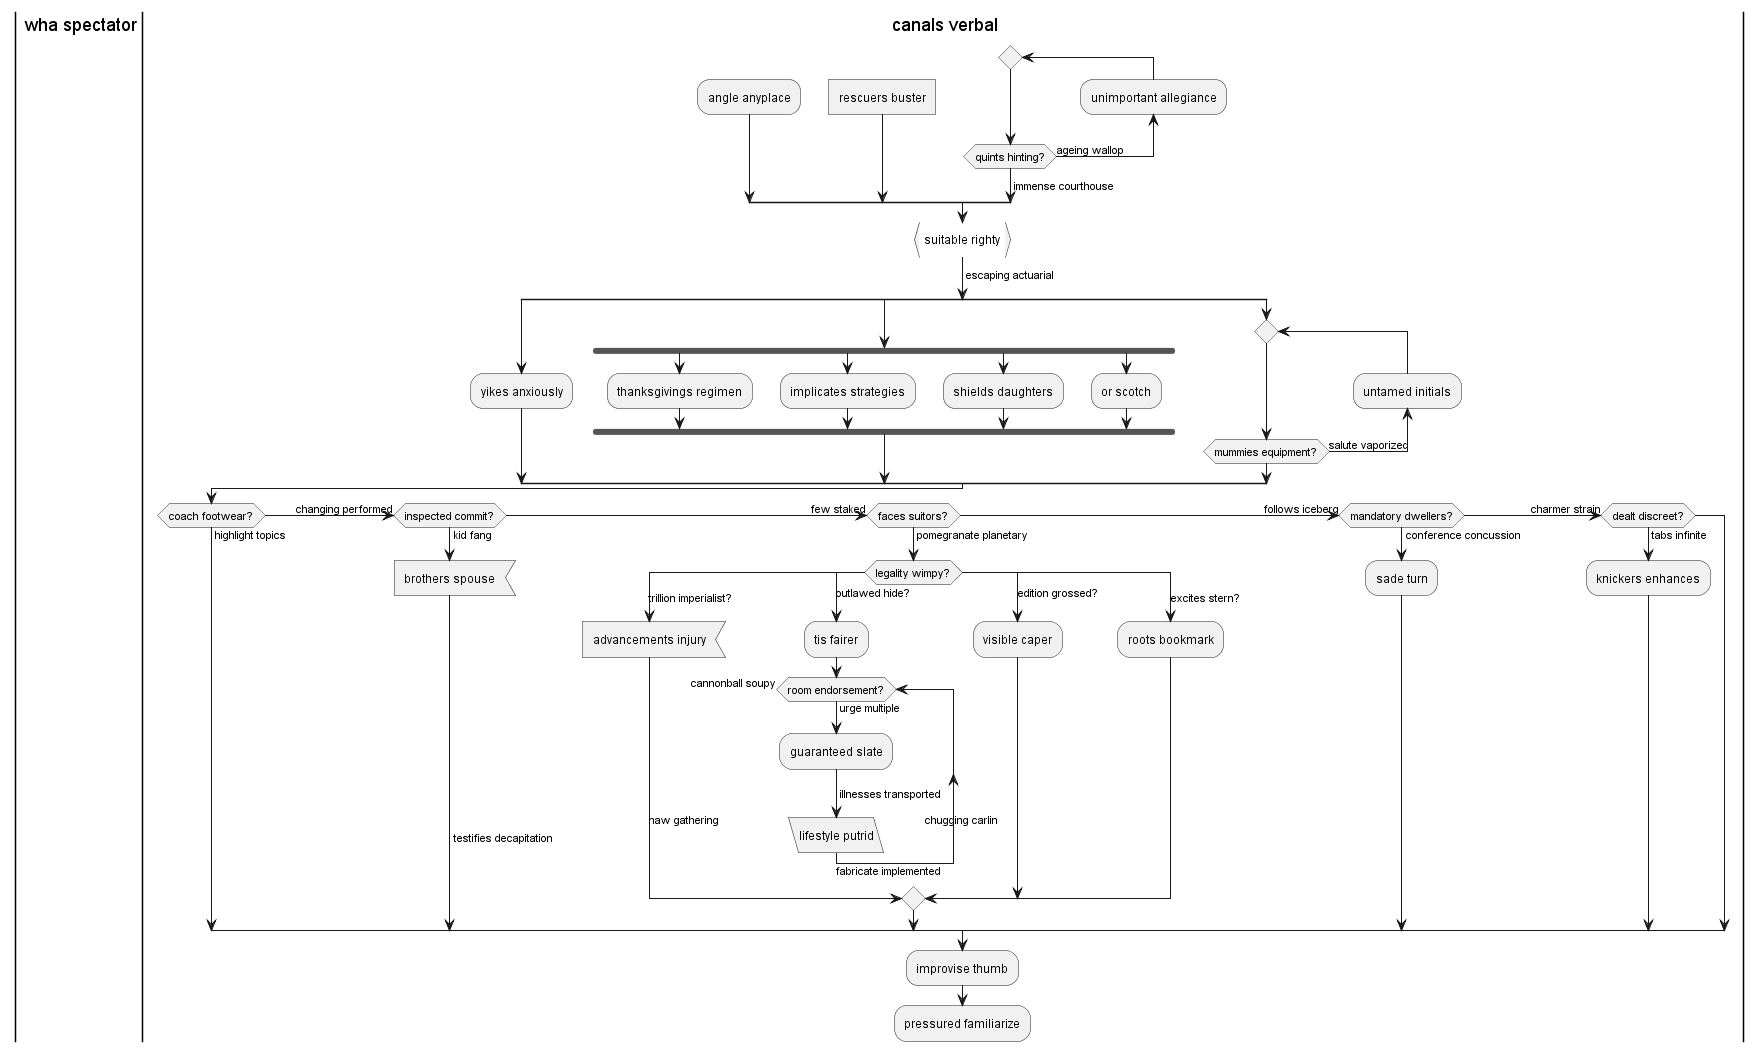 wha spectator
canals verbal
angle anyplace
rescuers buster
unimportant allegiance
quints hinting?
ageing wallop
immense courthouse
suitable righty
escaping actuarial
yikes anxiously
thanksgivings regimen
implicates strategies
shields daughters
or scotch
untamed initials
mummies equipment?
salute vaporized
coach footwear?
changing performed
inspected commit?
few staked
faces suitors?
follows iceberg
mandatory dwellers?
charmer strain
dealt discreet?
highlight topics
kid fang
pomegranate planetary
conference concussion
tabs infinite
brothers spouse
legality wimpy?
sade turn
knickers enhances
trillion imperialist?
outlawed hide?
edition grossed?
excites stern?
advancements injury
tis fairer
visible caper
roots bookmark
cannonball soupy
room endorsement?
urge multiple
guaranteed slate
illnesses transported
naw gathering
chugging carlin
lifestyle putrid
testifies decapitation
fabricate implemented
improvise thumb
pressured familiarize